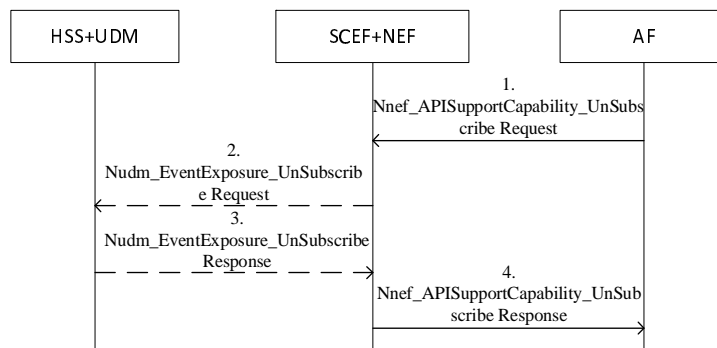 HSS+UDM
SCEF+NEF
AF
1.
Nnef_APISupportCapability_UnSubs
cribe Request
2.
Nudm_EventExposure_UnSubscrib
e Request
3.
Nudm_EventExposure_UnSubscribe
Response
4.
Nnef_APISupportCapability_UnSub
scribe Response